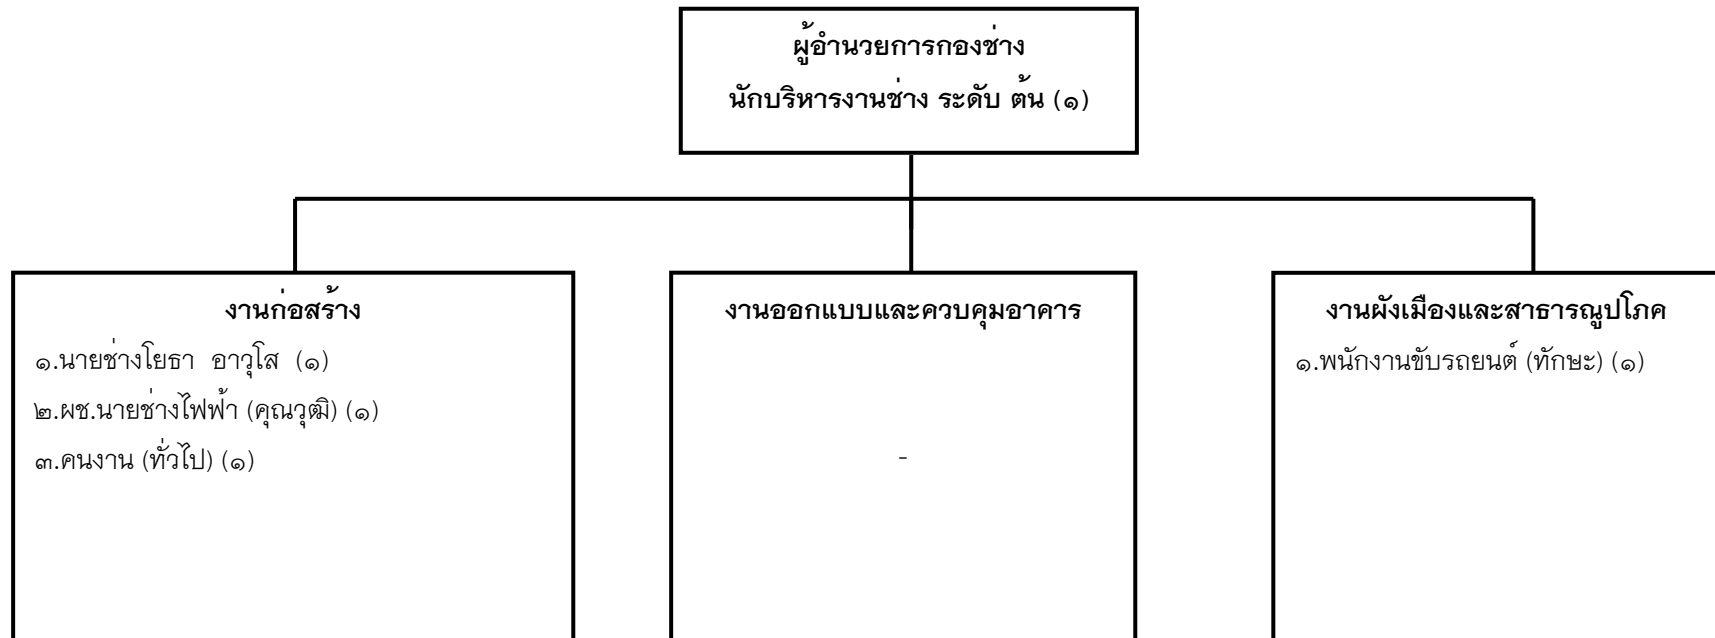 ผู้อำนวยการกองช่าง
นักบริหารงานช่าง ระดับ ต้น (๑)
งานก่อสร้าง
๑.นายช่างโยธา อาวุโส (๑)
๒.ผช.นายช่างไฟฟ้า (คุณวุฒิ) (๑)
๓.คนงาน (ทั่วไป) (๑)
งานออกแบบและควบคุมอาคาร
-
งานผังเมืองและสาธารณูปโภค
๑.พนักงานขับรถยนต์ (ทักษะ) (๑)